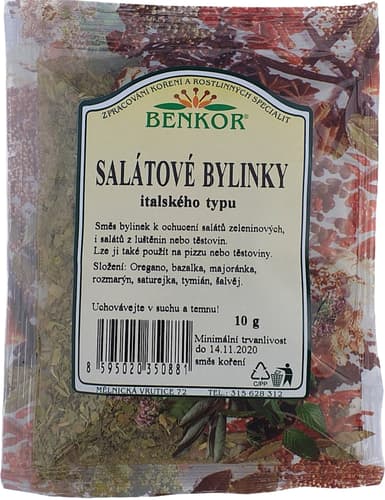 ZPRACOVÁNÍ KOŘENÍ A ROSTLINNÝCH SPECIALIT
BENKOR®
SALÁTOVÉ BYLINKY
italského typu
Směs bylinek k ochucení salátů zeleninových,
i salátů z luštěnin nebo těstovin.
Lze ji také použít na pizzu nebo těstoviny.
Složení: Oregano, bazalka, majoránka,
rozmarýn, saturejka, tymián, šalvěj.
Uchovávejte v suchu a temnu!
10 g
Minimální trvanlivost
do 14.11.2020
směs koření
8 595020 350881
C/PP
MĚLNICKÁ VRUTICE 72
TEL.: 315 628 312